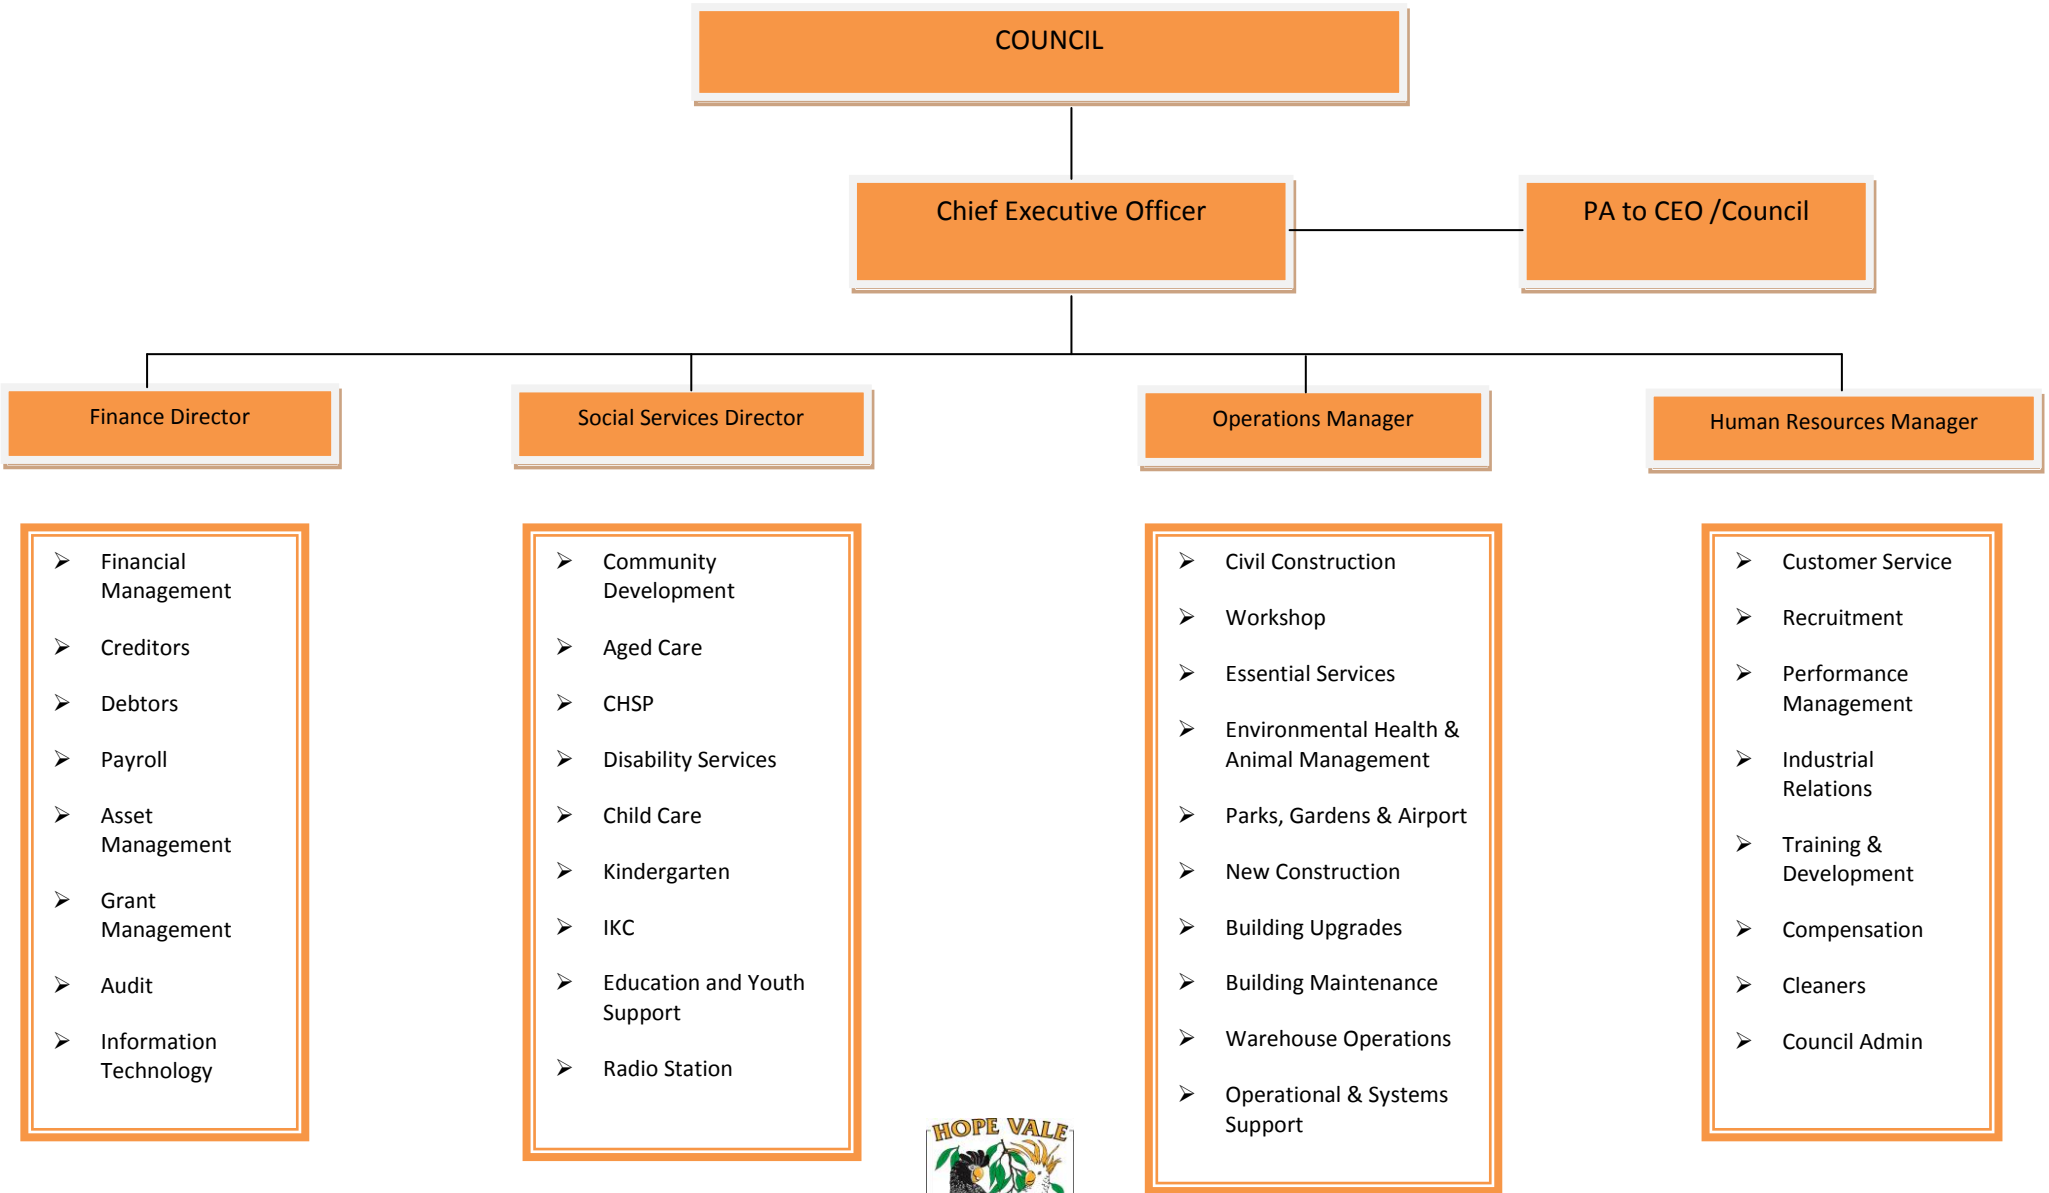 COUNCIL
Chief Executive Officer
PA to CEO /Council
Finance Director
Social Services Director
Operations Manager
Human Resources Manager
➢ Financial
Management
➢ Creditors
➢ Debtors
➢ Payroll
➢ Asset
Management
➢ Grant
Management
➢ Audit
➢ Information
Technology
➢ Community
Development
➢ Aged Care
➢ CHSP
➢ Disability Services
➢ Child Care
➢ Kindergarten
➢ IKC
➢ Education and Youth
Support
➢ Radio Station
➢ Civil Construction
➢ Workshop
➢ Essential Services
➢ Environmental Health &
Animal Management
➢ Parks, Gardens & Airport
➢ New Construction
➢ Building Upgrades
➢ Building Maintenance
➢ Warehouse Operations
➢ Operational & Systems
Support
➢ Customer Service
➢ Recruitment
➢ Performance
Management
➢ Industrial
Relations
➢ Training &
Development
➢ Compensation
➢ Cleaners
➢ Council Admin
HOPE VALE